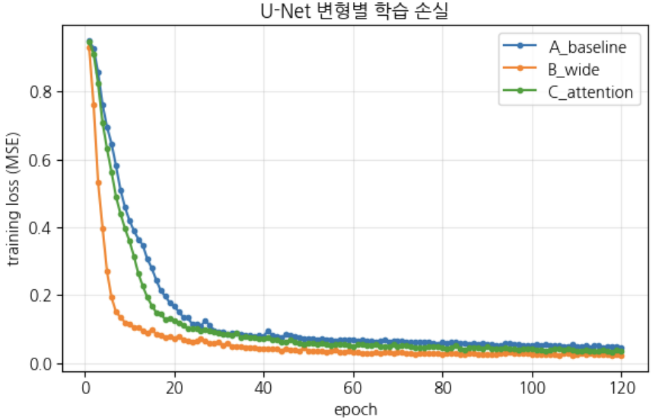 U-Net 변형별 학습 손실
A_baseline
B_wide
C_attention
training loss (MSE)
0.8
0.6
0.4
0.2
0.0
0
20
40
60
80
100
120
epoch